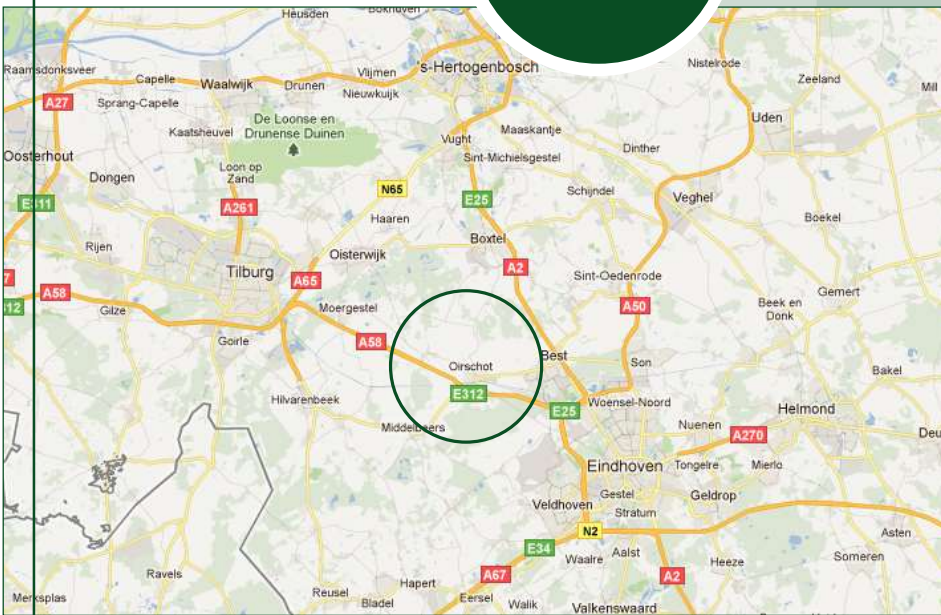 Heusden
Bokhoven
Raamsdonksveer
Capelle
Waalwijk
Drunen
Vlijmen
Nieuwkuijk
's-Hertogenbosch
Nistelrode
Zeeland
Mill
A27
Sprang-Capelle
Kaatsheuvel
De Loonse en
Drunense Duinen
Vught
Maaskantje
Uden
Oosterhout
Dongen
Loon op
Zand
Sint-Michielsgestel
Dinther
E311
A261
N65
E25
Schijndel
Veghel
Haaren
Boekel
Rijen
Oisterwijk
Boxtel
Tilburg
A65
A2
Sint-Oedenrode
7
A58
312
Gilze
Moergestel
A50
Gemert
Beek en
Donk
Goirle
A58
Oirschot
Best
Son
Bakel
Hilvarenbeek
E312
E25
Woensel-Noord
Helmond
Middelbeers
Nuenen
A270
Deu
Eindhoven
Tongelre
Mierlo
Gestel
Geldrop
Veldhoven
Stratum
N2
Asten
E34
Waalre
Aalst
Heeze
Someren
Ravels
A67
A2
Hapert
Merksplas
Reusel
Bladel
Eersel
Walik
Valkenswaard